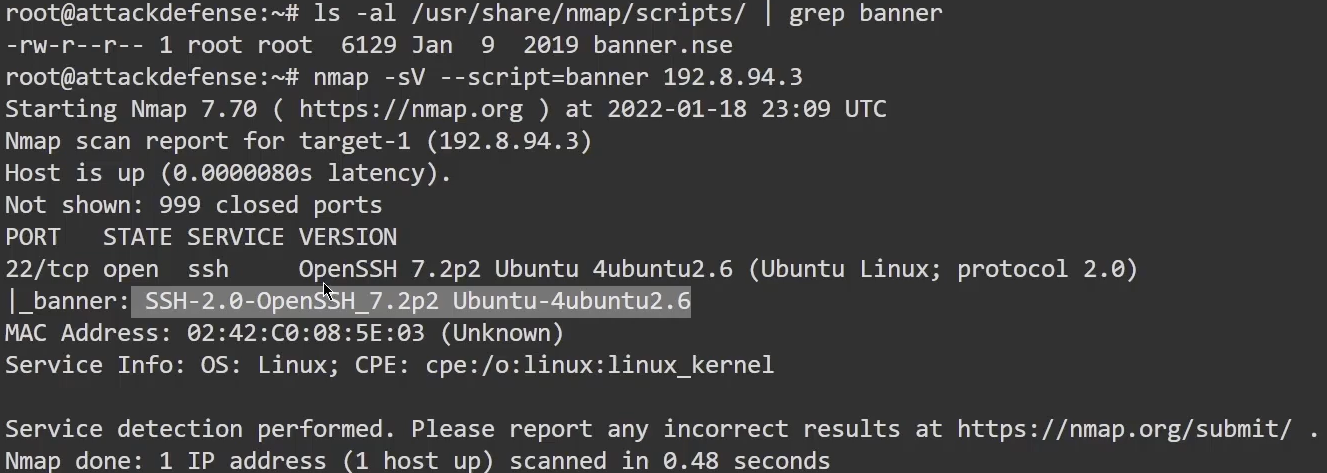 root@attackdefense:~# ls -al /usr/share/nmap/scripts/ | grep banner
-rw-r--r-- 1 root root  6129 Jan  9  2019 banner.nse
root@attackdefense:~# nmap -sV --script=banner 192.8.94.3
Starting Nmap 7.70 ( https://nmap.org ) at 2022-01-18 23:09 UTC
Nmap scan report for target-1 (192.8.94.3)
Host is up (0.0000080s latency).
Not shown: 999 closed ports
PORT   STATE SERVICE VERSION
22/tcp open  ssh     OpenSSH 7.2p2 Ubuntu 4ubuntu2.6 (Ubuntu Linux; protocol 2.0)
|_banner: SSH-2.0-OpenSSH_7.2p2 Ubuntu-4ubuntu2.6
MAC Address: 02:42:C0:08:5E:03 (Unknown)
Service Info: OS: Linux; CPE: cpe:/o:linux:linux_kernel
Service detection performed. Please report any incorrect results at https://nmap.org/submit/ .
Nmap done: 1 IP address (1 host up) scanned in 0.48 seconds